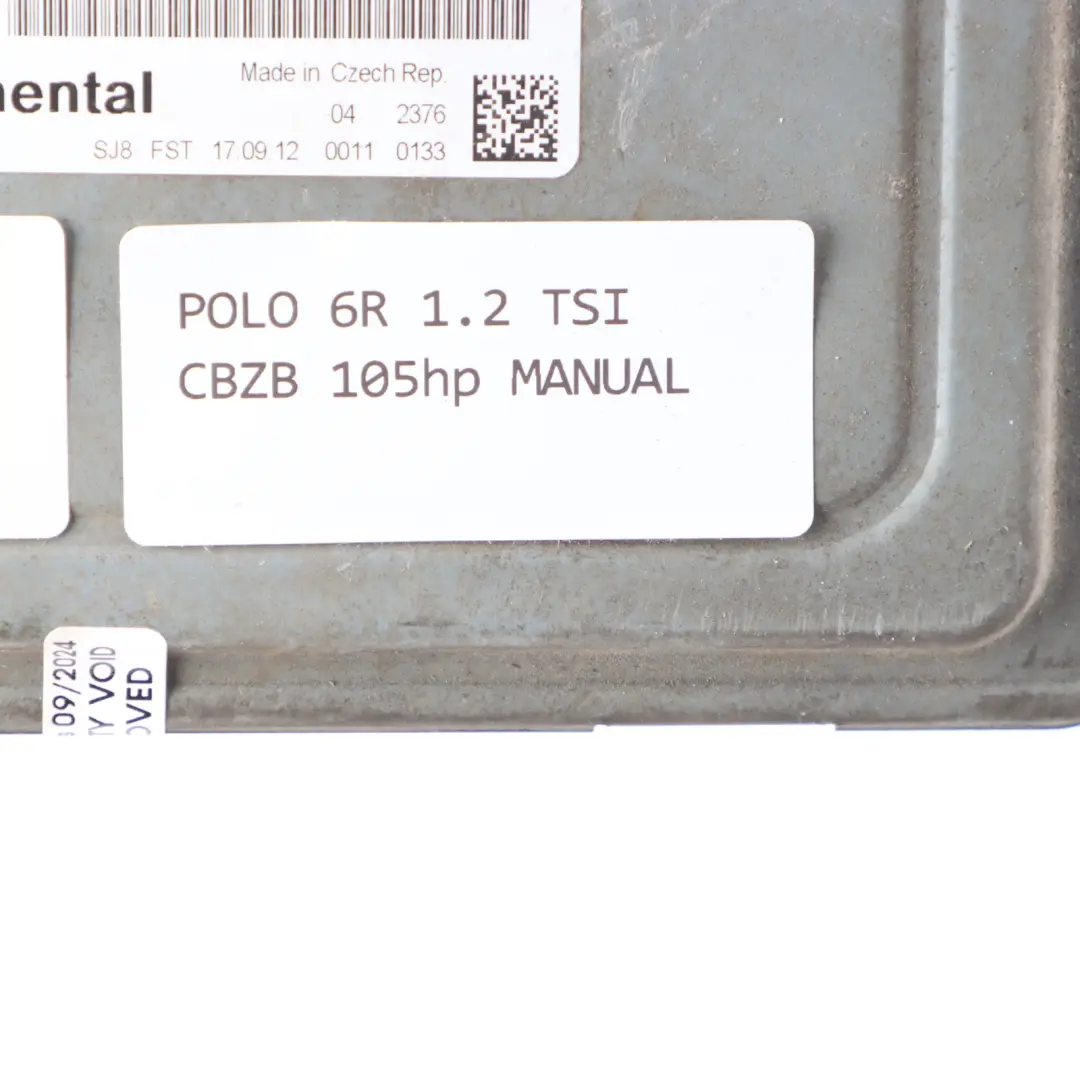 Made in Czech Rep.
nental
04 2376
SJ8 FST 17.09.12 0011 0133
POLO 6R 1.2 TSI
CBZB 105hp MANUAL
09/2024
TY VOID
OVED